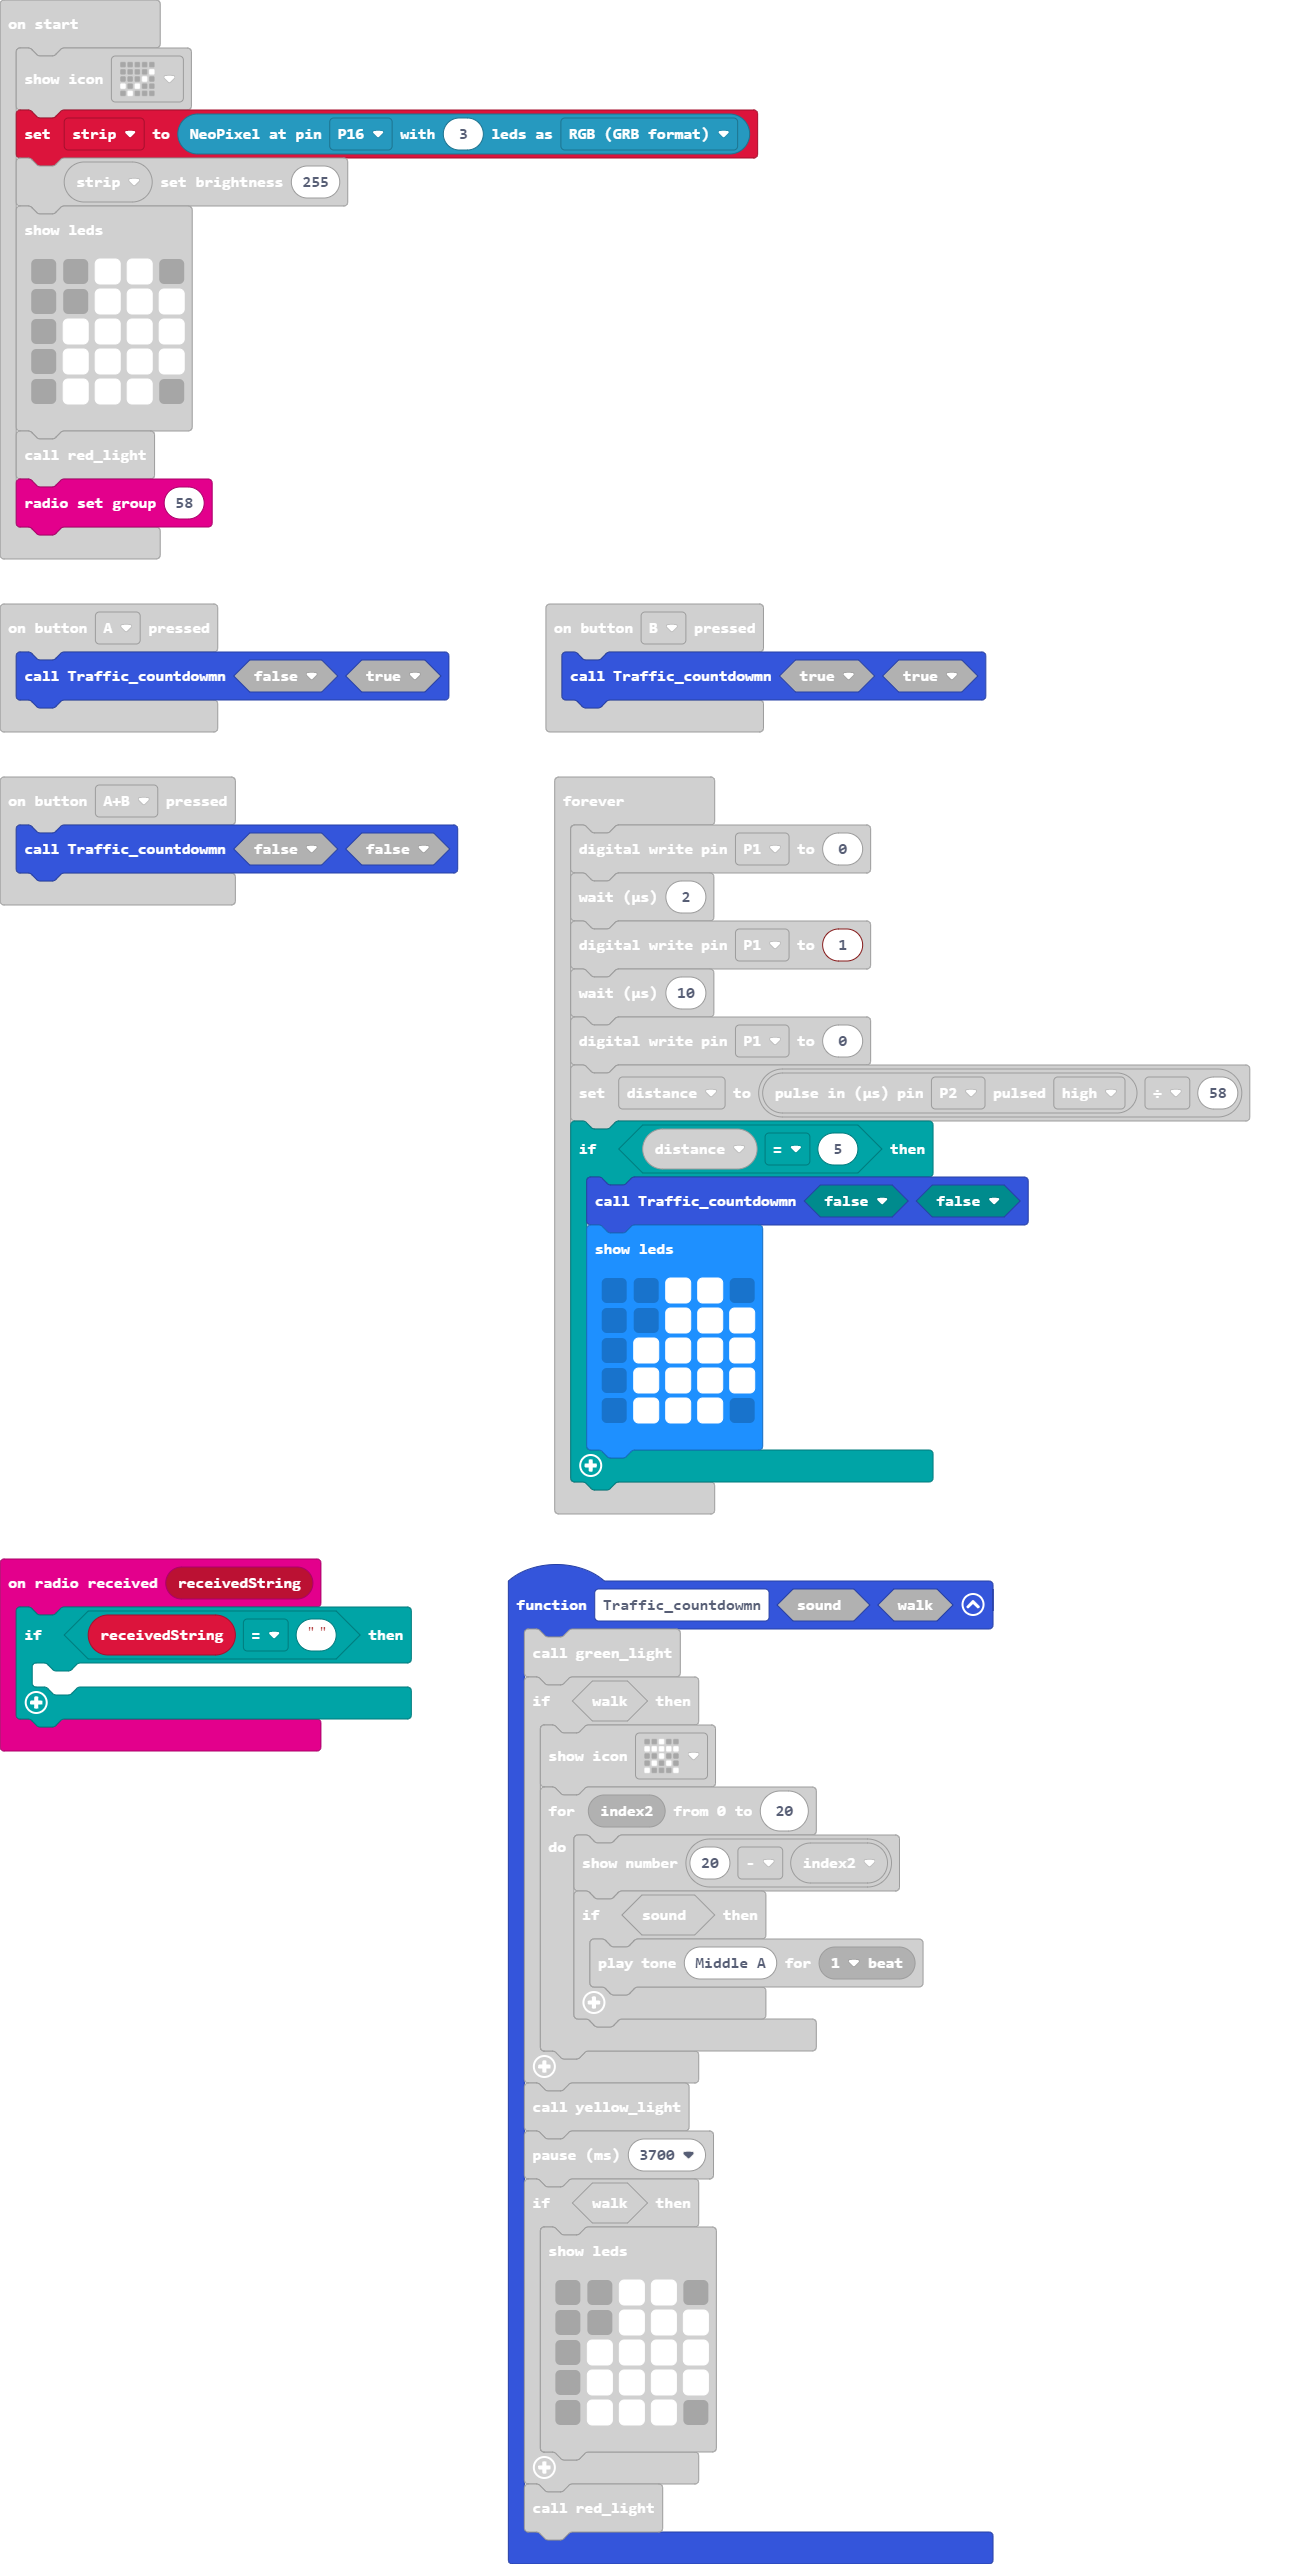 on start
show icon
set strip to NeoPixel at pin P16 with 3 leds as RGB (GRB format)
strip set brightness 255
show leds
call red_light
radio set group 58
on button A pressed
call Traffic_countdowmn false true
on button B pressed
call Traffic_countdowmn true true
on button A+B pressed
call Traffic_countdowmn false false
forever
digital write pin P1 to 0
wait (µs) 2
digital write pin P1 to 1
wait (µs) 10
digital write pin P1 to 0
set distance to pulse in (µs) pin P2 pulsed high ÷ 58
if distance = 5 then
call Traffic_countdowmn false false
show leds
on radio received receivedString
if receivedString = " " then
function Traffic_countdowmn sound walk
call green_light
if walk then
show icon
for index2 from 0 to 20
do
show number 20 - index2
if sound then
play tone Middle A for 1 beat
call yellow_light
pause (ms) 3700
if walk then
show leds
call red_light